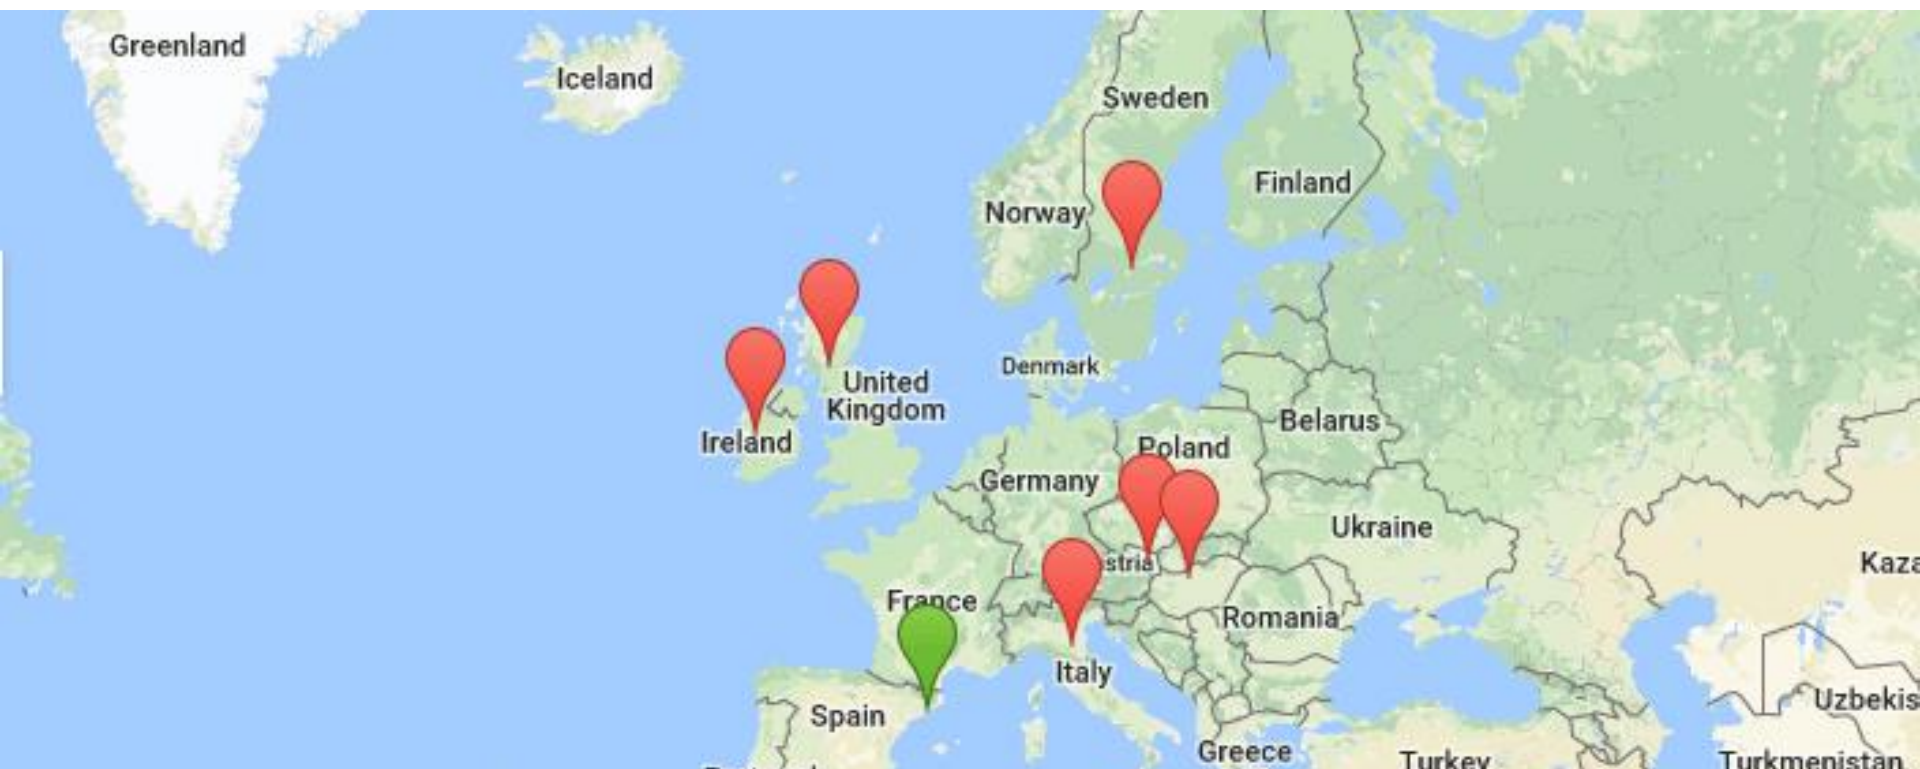 Greenland
Iceland
Sweden
Finland
Norway
Denmark
United
Kingdom
Ireland
Belarus
Poland
Germany
Ukraine
stria
Kaza
France
Romania
Italy
Uzbekis
Spain
Greece
Turkey
Turkmenistan